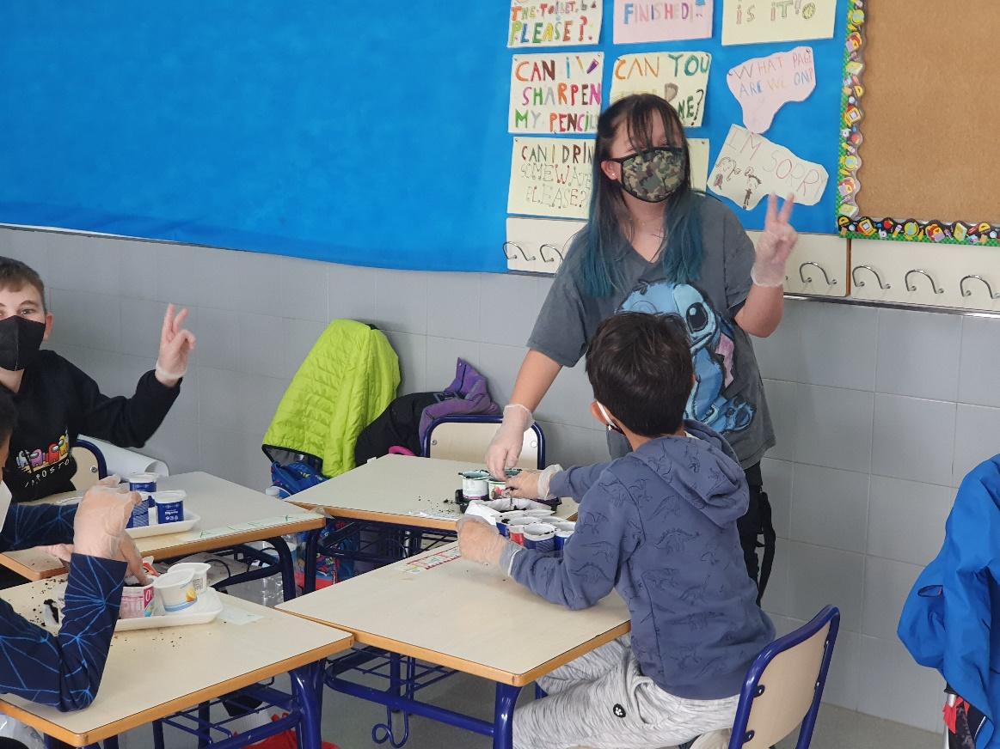 THE TOILET
PLEASE?
FINISHED!
IS IT?
CAN I
SHARPEN
MY PENCIL
CAN YOU
ME?
WHAT PAGE
ARE WE ON?
CAN I DRIN
SOME WATER
PLEASE?
I'M SORRY